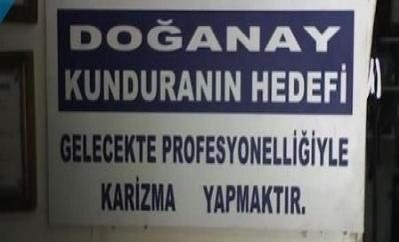 DOĞANAY
KUNDURANIN HEDEFİ
GELECEKTE PROFESYONELLİĞİYLE
KARİZMA YAPMAKTIR.